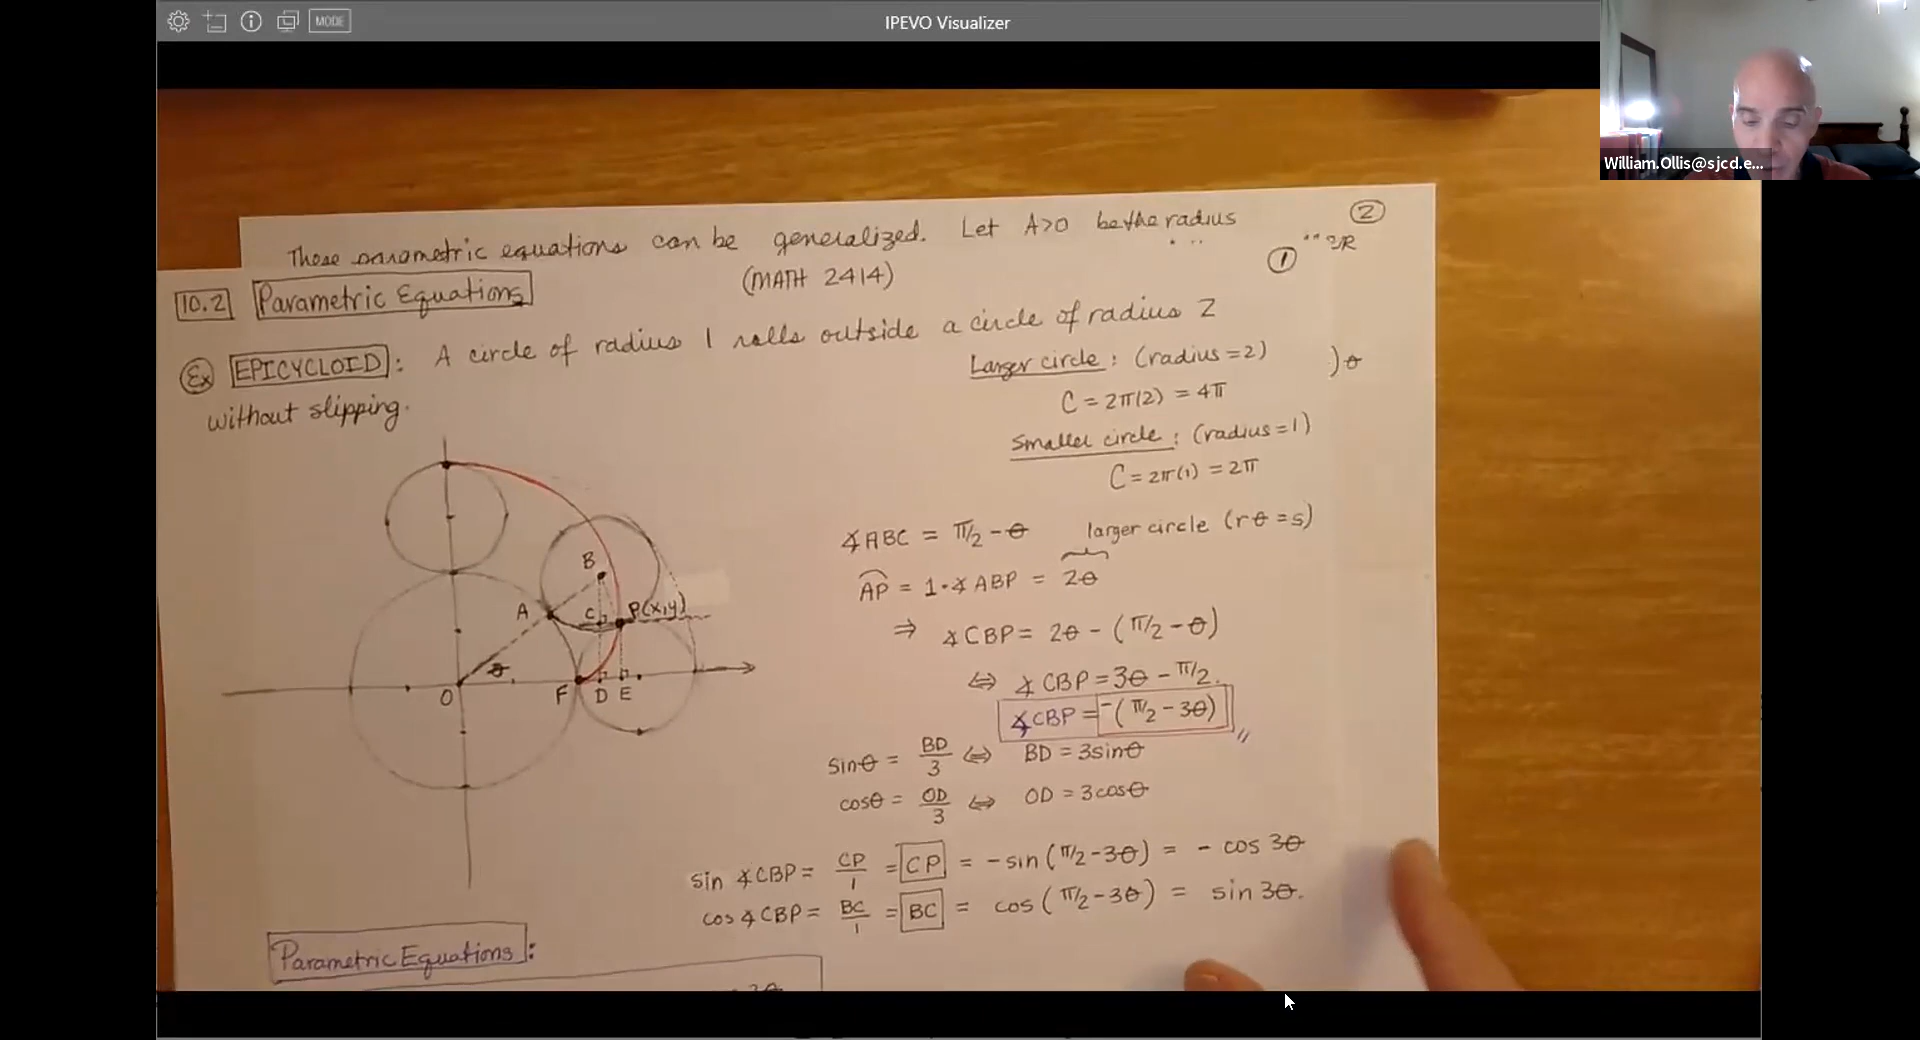 MODE
IPEVO Visualizer
William.Ollis@sjcd.e...
These parametric equations can be generalized. Let A>0 be the radius
②
(MATH 2414)
① "2R
10.2 Parametric Equations
Ex EPICYCLOID: A circle of radius 1 rolls outside a circle of radius 2
without slipping.
Larger circle: (radius=2)
)θ
C = 2π(2) = 4π
Smaller circle: (radius=1)
C = 2π(1) = 2π
∡ABC = π/2 - θ
larger circle (rθ = s)
AP = 1·∡ABP = 2θ
⇒ ∡CBP = 2θ - (π/2 - θ)
⇔ ∡CBP = 3θ - π/2.
∡CBP = -(π/2 - 3θ)
sinθ = BD/3 ⇔ BD = 3sinθ
cosθ = OD/3 ⇔ OD = 3cosθ
sin ∡CBP = CP/1 = CP = -sin(π/2-3θ) = - cos 3θ
cos ∡CBP = BC/1 = BC = cos(π/2-3θ) = sin 3θ.
B
A
C
P(x,y)
θ
O
F
D
E
Parametric Equations: